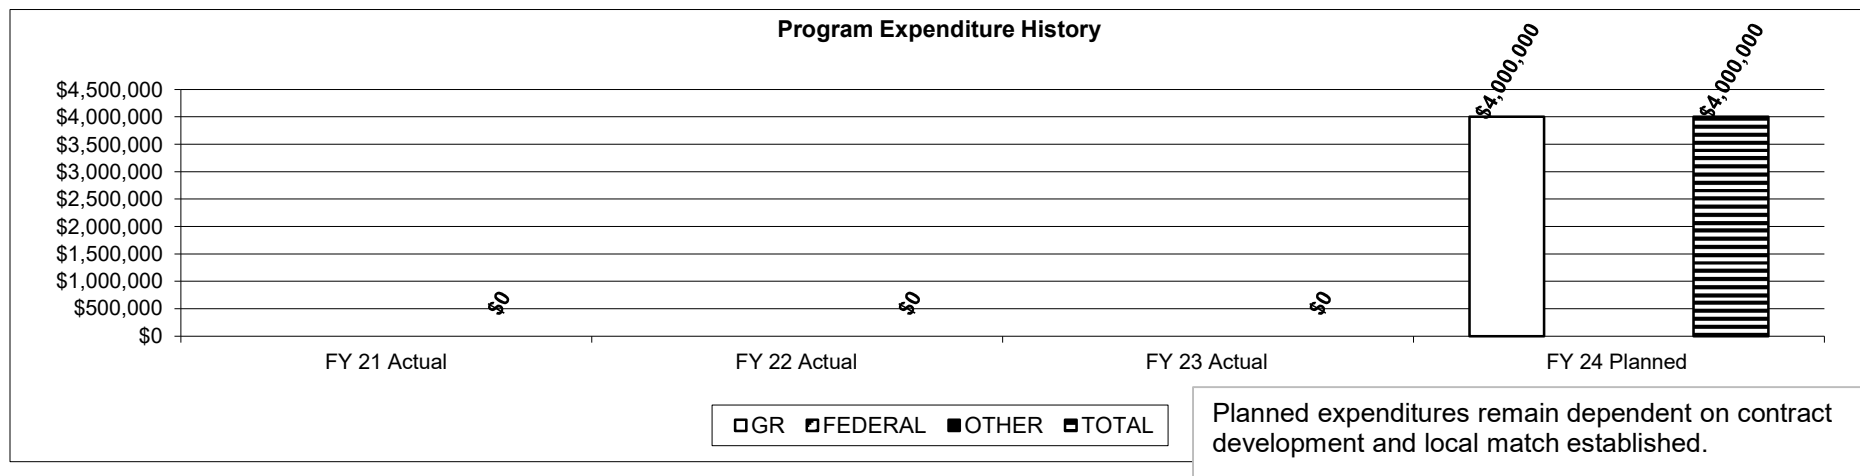 Program Expenditure History
$4,000,000 $4,000,000
$4,500,000
$4,000,000
$3,500,000
$3,000,000
$2,500,000
$2,000,000
$1,500,000
$1,000,000
$500,000
$0
$0 $0 $0
FY 21 Actual FY 22 Actual FY 23 Actual FY 24 Planned
GR FEDERAL OTHER TOTAL
Planned expenditures remain dependent on contract
development and local match established.